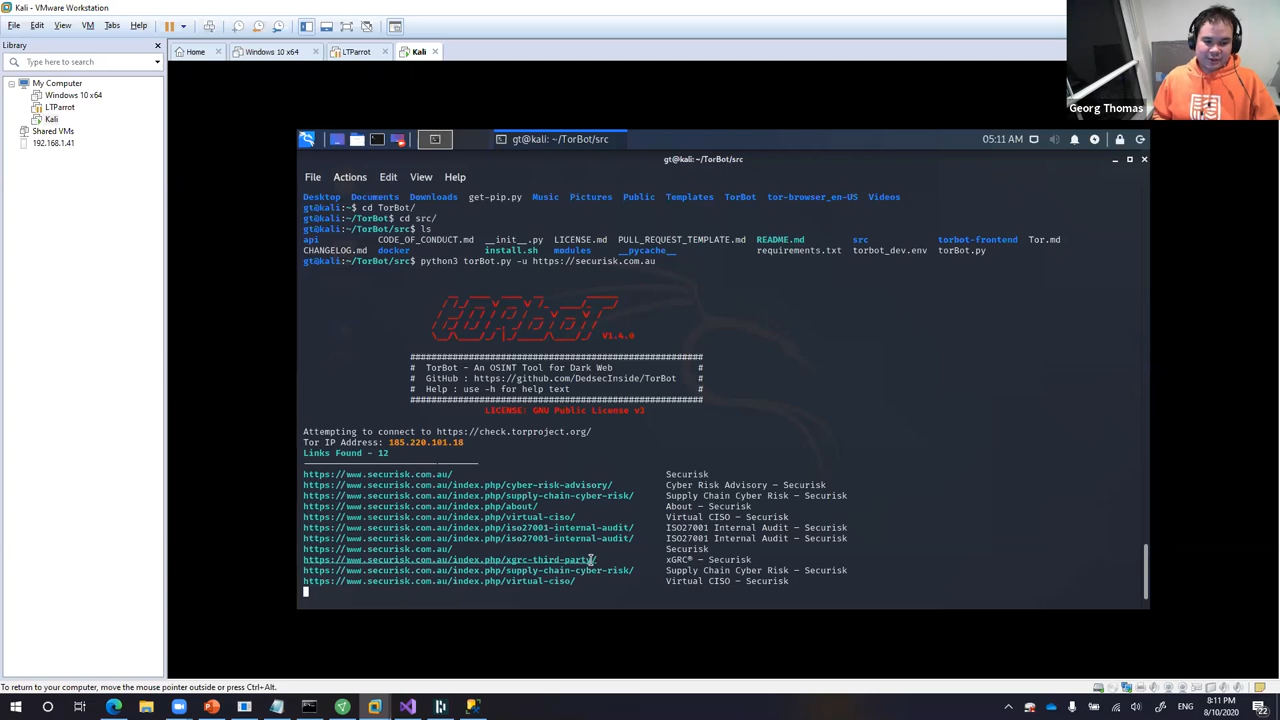 Kali - VMware Workstation
File Edit View VM Tabs Help
Library
Type here to search
My Computer
Windows 10 x64
LTParrot
Kali
Shared VMs
192.168.1.41
Home
Windows 10 x64
LTParrot
Kali
Georg Thomas
gt@kali: ~/TorBot/src
05:11 AM
gt@kali: ~/TorBot/src
File Actions Edit View Help
Desktop Documents Downloads get-pip.py Music Pictures Public Templates TorBot tor-browser_en-US Videos
gt@kali:~$ cd TorBot/
gt@kali:~/TorBot$ cd src/
gt@kali:~/TorBot/src$ ls
api CODE_OF_CONDUCT.md __init__.py LICENSE.md PULL_REQUEST_TEMPLATE.md README.md src torbot-frontend Tor.md
CHANGELOG.md docker install.sh modules __pycache__ requirements.txt torbot_dev.env torBot.py
gt@kali:~/TorBot/src$ python3 torBot.py -u https://securisk.com.au
V1.4.0
#######################################################
# TorBot - An OSINT Tool for Dark Web #
# GitHub : https://github.com/DedsecInside/TorBot #
# Help : use -h for help text #
#######################################################
LICENSE: GNU Public License v3
Attempting to connect to https://check.torproject.org/
Tor IP Address: 185.220.101.18
Links Found - 12
https://www.securisk.com.au/ Securisk
https://www.securisk.com.au/index.php/cyber-risk-advisory/ Cyber Risk Advisory – Securisk
https://www.securisk.com.au/index.php/supply-chain-cyber-risk/ Supply Chain Cyber Risk – Securisk
https://www.securisk.com.au/index.php/about/ About – Securisk
https://www.securisk.com.au/index.php/virtual-ciso/ Virtual CISO – Securisk
https://www.securisk.com.au/index.php/iso27001-internal-audit/ ISO27001 Internal Audit – Securisk
https://www.securisk.com.au/index.php/iso27001-internal-audit/ ISO27001 Internal Audit – Securisk
https://www.securisk.com.au/ Securisk
https://www.securisk.com.au/index.php/xgrc-third-party/ xGRC® – Securisk
https://www.securisk.com.au/index.php/supply-chain-cyber-risk/ Supply Chain Cyber Risk – Securisk
https://www.securisk.com.au/index.php/virtual-ciso/ Virtual CISO – Securisk
To return to your computer, move the mouse pointer outside or press Ctrl+Alt.
ENG
8:11 PM
8/10/2020
22